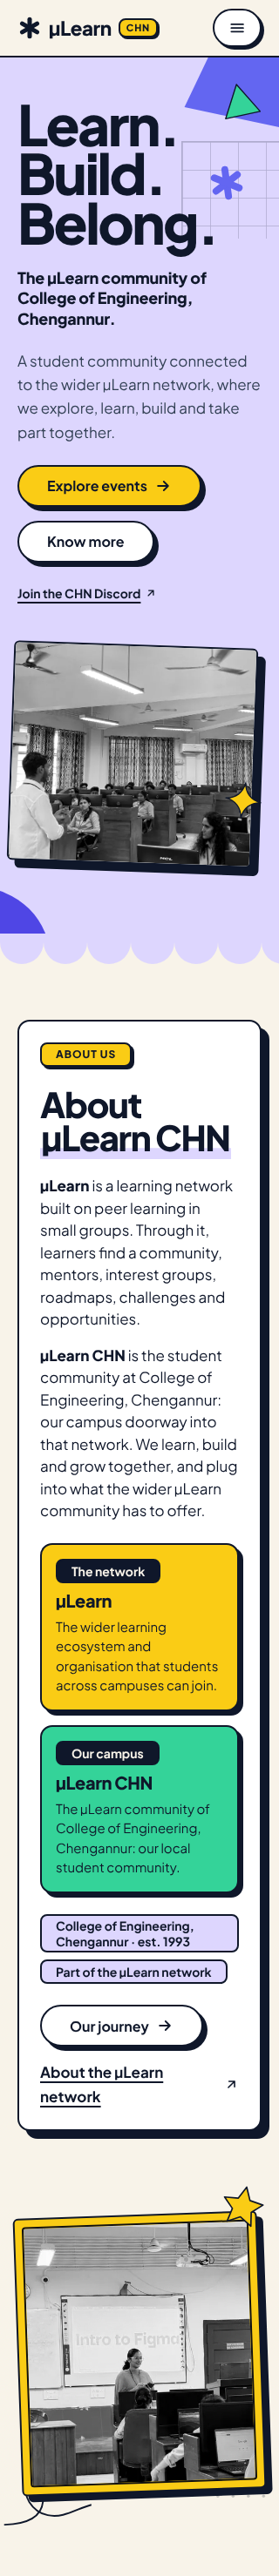 µLearn CHN
Learn.
Build.
Belong.
The µLearn community of
College of Engineering,
Chengannur.
A student community connected
to the wider µLearn network, where
we explore, learn, build and take
part together.
Explore events →
Know more
Join the CHN Discord ↗
ABOUT US
About
µLearn CHN
µLearn is a learning network
built on peer learning in
small groups. Through it,
learners find a community,
mentors, interest groups,
roadmaps, challenges and
opportunities.
µLearn CHN is the student
community at College of
Engineering, Chengannur:
our campus doorway into
that network. We learn, build
and grow together, and plug
into what the wider µLearn
community has to offer.
The network
µLearn
The wider learning
ecosystem and
organisation that students
across campuses can join.
Our campus
µLearn CHN
The µLearn community of
College of Engineering,
Chengannur: our local
student community.
College of Engineering,
Chengannur · est. 1993
Part of the µLearn network
Our journey →
About the µLearn
network ↗
Intro to Figma